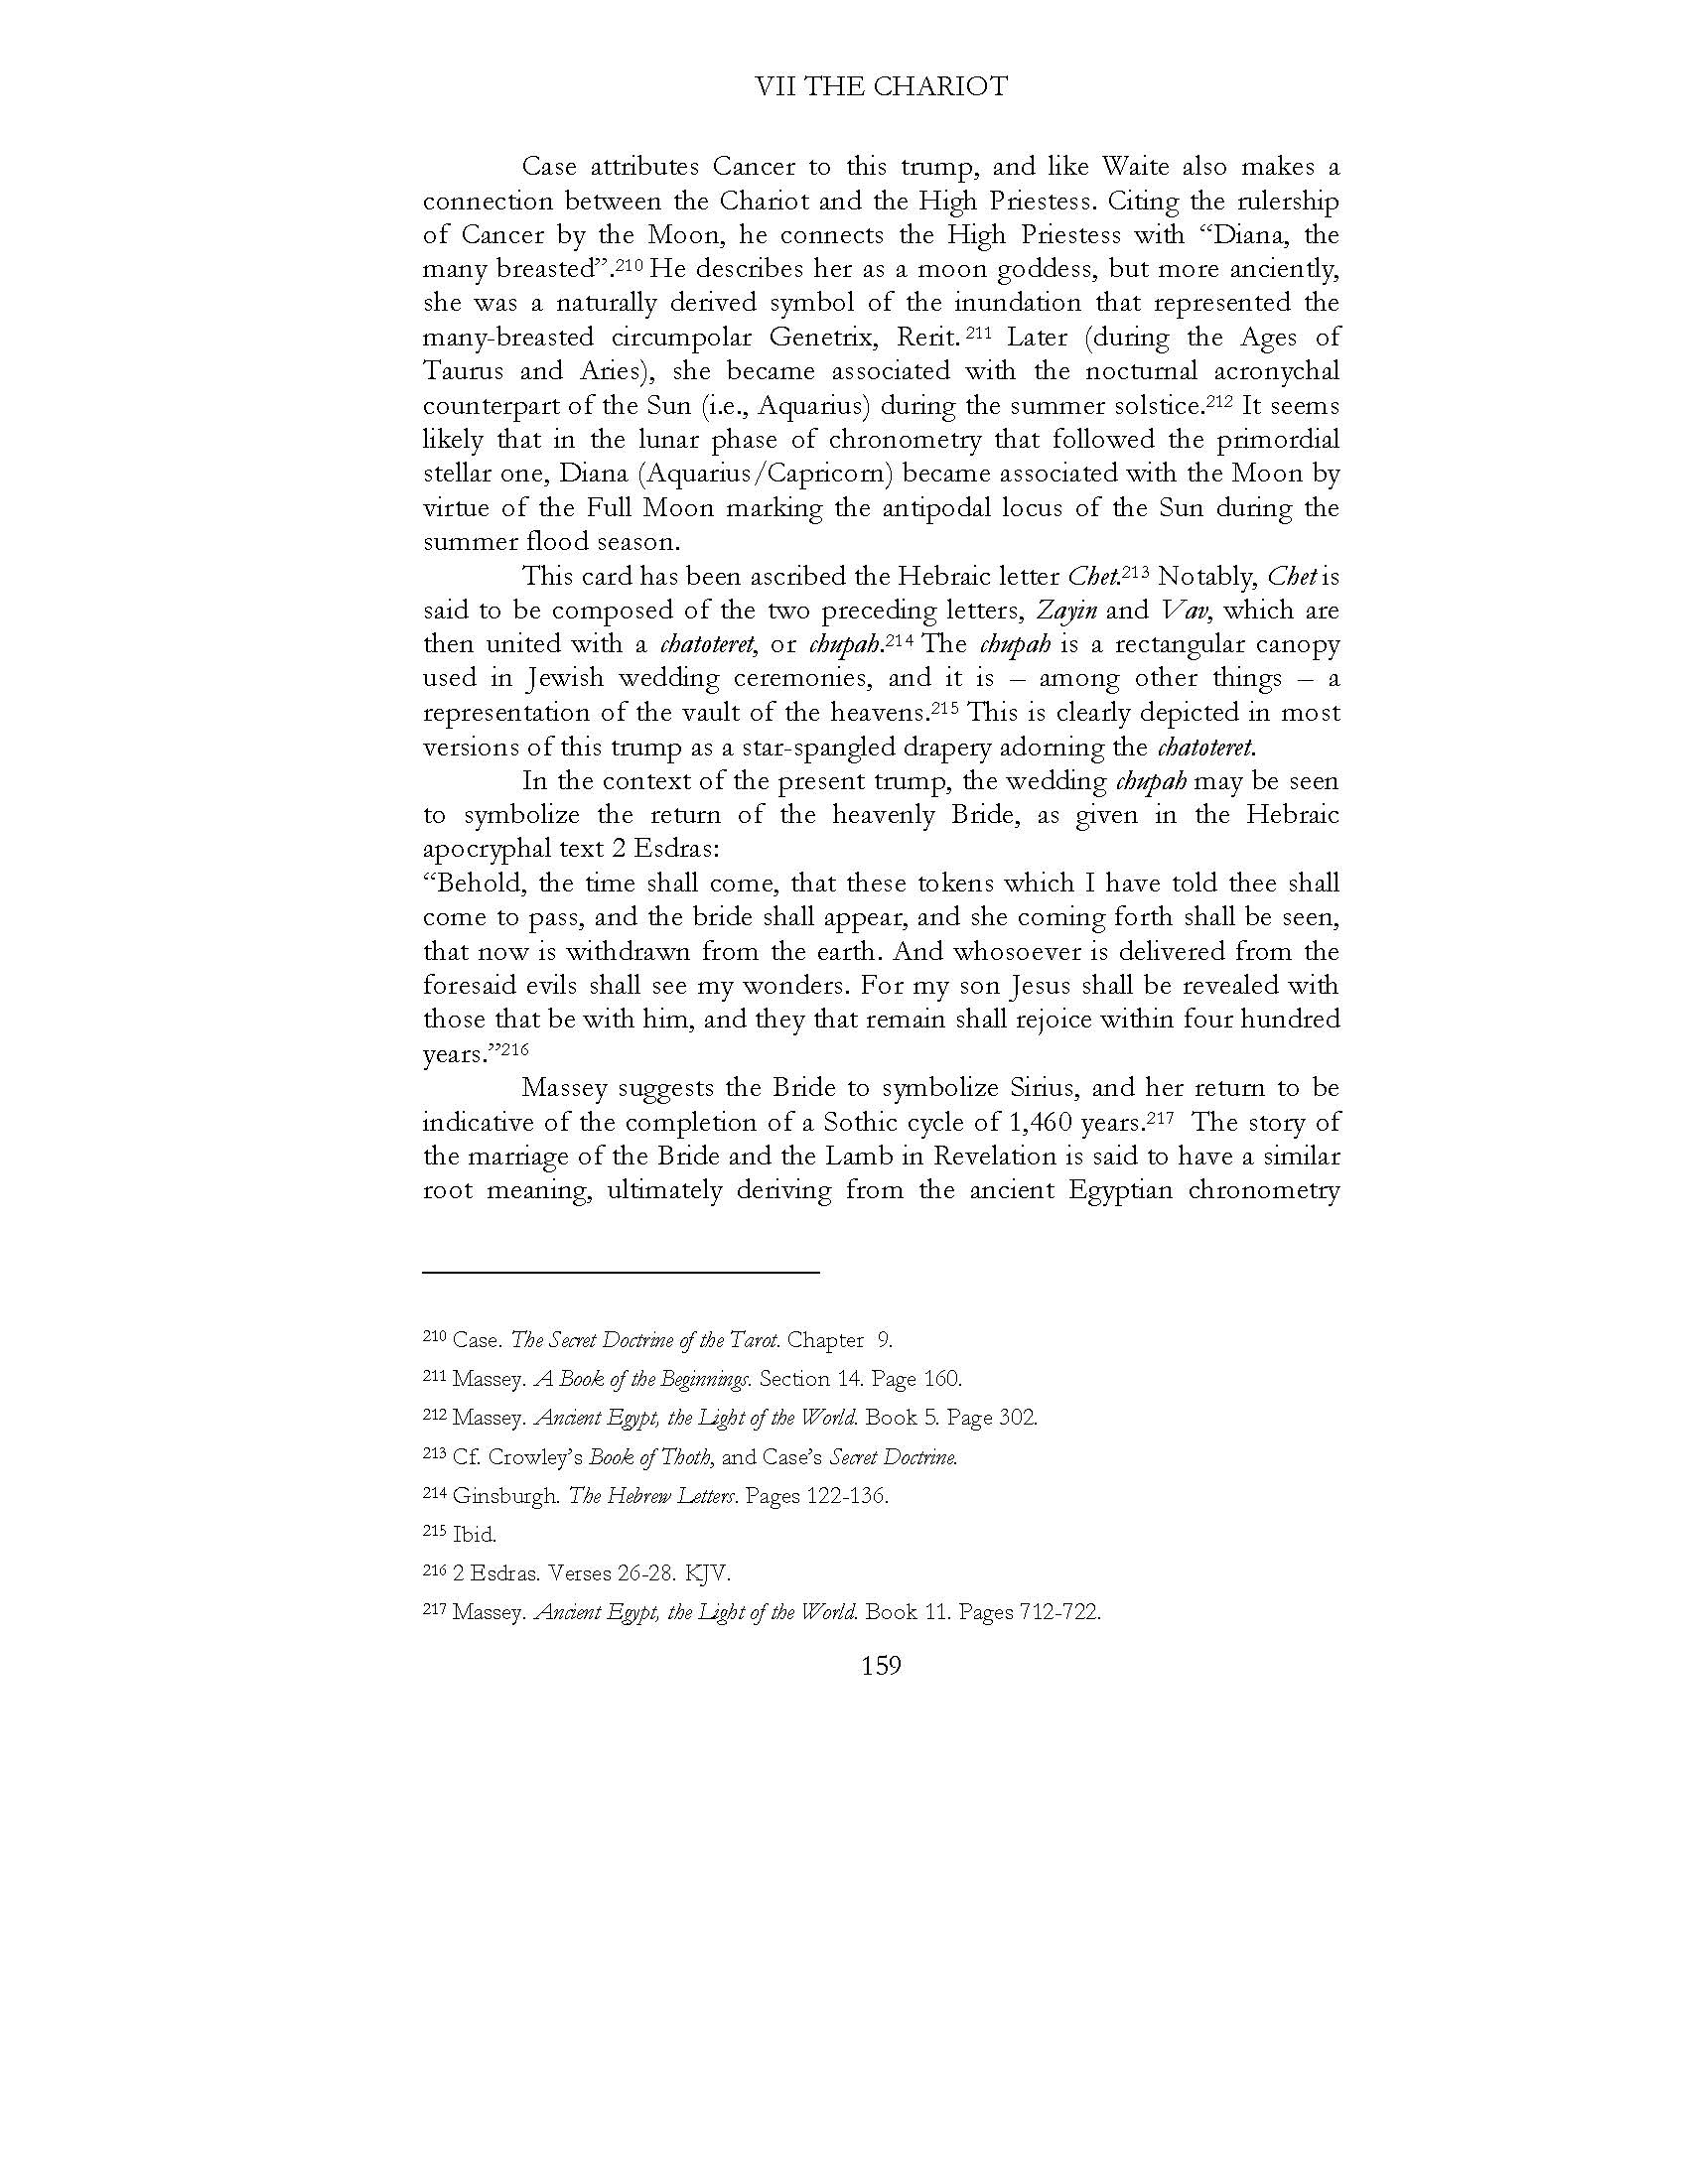 VII THE CHARIOT
Case attributes Cancer to this trump, and like Waite also makes a
connection between the Chariot and the High Priestess. Citing the rulership
of Cancer by the Moon, he connects the High Priestess with “Diana, the
many breasted”.210 He describes her as a moon goddess, but more anciently,
she was a naturally derived symbol of the inundation that represented the
many-breasted circumpolar Genetrix, Rerit. 211 Later (during the Ages of
Taurus and Aries), she became associated with the nocturnal acronychal
counterpart of the Sun (i.e., Aquarius) during the summer solstice.212 It seems
likely that in the lunar phase of chronometry that followed the primordial
stellar one, Diana (Aquarius/Capricorn) became associated with the Moon by
virtue of the Full Moon marking the antipodal locus of the Sun during the
summer flood season.
This card has been ascribed the Hebraic letter Chet.213 Notably, Chet is
said to be composed of the two preceding letters, Zayin and Vav, which are
then united with a chatoteret, or chupah.214 The chupah is a rectangular canopy
used in Jewish wedding ceremonies, and it is – among other things – a
representation of the vault of the heavens.215 This is clearly depicted in most
versions of this trump as a star-spangled drapery adorning the chatoteret.
In the context of the present trump, the wedding chupah may be seen
to symbolize the return of the heavenly Bride, as given in the Hebraic
apocryphal text 2 Esdras:
“Behold, the time shall come, that these tokens which I have told thee shall
come to pass, and the bride shall appear, and she coming forth shall be seen,
that now is withdrawn from the earth. And whosoever is delivered from the
foresaid evils shall see my wonders. For my son Jesus shall be revealed with
those that be with him, and they that remain shall rejoice within four hundred
years.”216
Massey suggests the Bride to symbolize Sirius, and her return to be
indicative of the completion of a Sothic cycle of 1,460 years.217 The story of
the marriage of the Bride and the Lamb in Revelation is said to have a similar
root meaning, ultimately deriving from the ancient Egyptian chronometry
210 Case. The Secret Doctrine of the Tarot. Chapter 9.
211 Massey. A Book of the Beginnings. Section 14. Page 160.
212 Massey. Ancient Egypt, the Light of the World. Book 5. Page 302.
213 Cf. Crowley’s Book of Thoth, and Case’s Secret Doctrine.
214 Ginsburgh. The Hebrew Letters. Pages 122-136.
215 Ibid.
216 2 Esdras. Verses 26-28. KJV.
217 Massey. Ancient Egypt, the Light of the World. Book 11. Pages 712-722.
159